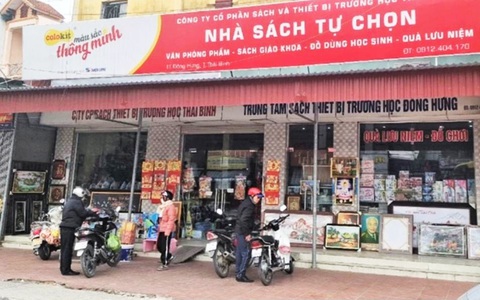 CÔNG TY CỔ PHẦN SÁCH VÀ THIẾT BỊ TRƯỜNG HỌC
colokit
màu sắc
thông minh
NHÀ SÁCH TỰ CHỌN
VĂN PHÒNG PHẨM - SÁCH GIÁO KHOA - ĐỒ DÙNG HỌC SINH - QUÀ LƯU NIỆM
ĐT: 0912.404.170
CTY CP SÁCH THIẾT BỊ TRƯỜNG HỌC THÁI BÌNH
TRUNG TÂM SÁCH THIẾT BỊ TRƯỜNG HỌC ĐÔNG HƯNG
QUÀ LƯU NIỆM - ĐỒ CHƠI